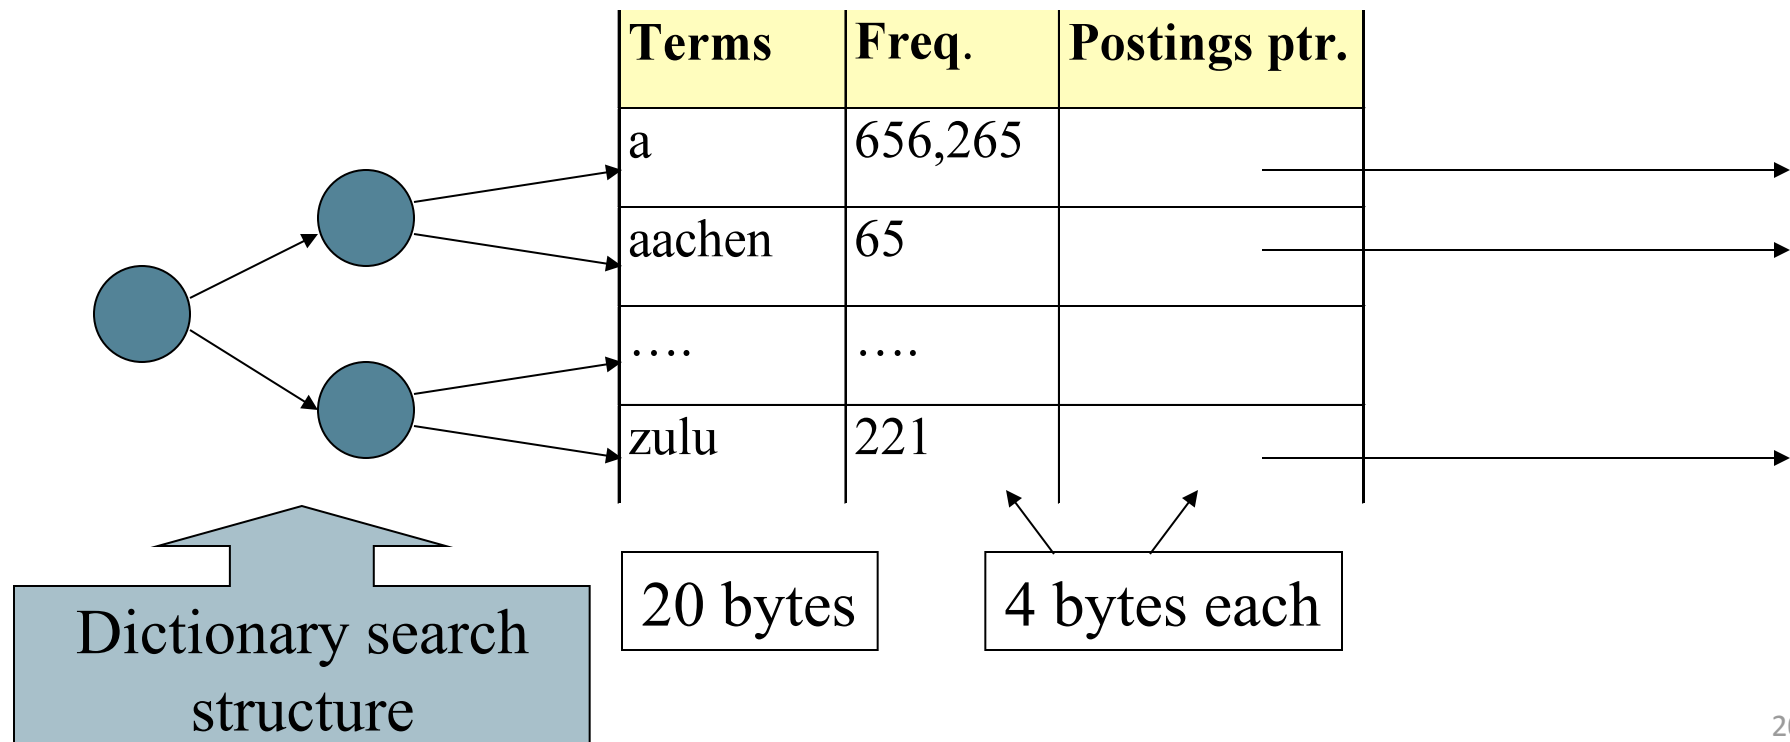 Terms Freq. Postings ptr.
a 656,265
aachen 65
…. ….
zulu 221
20 bytes 4 bytes each
Dictionary search
structure